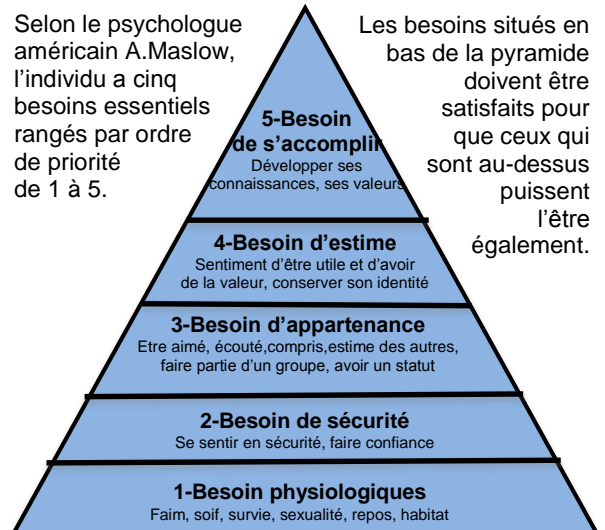 Selon le psychologue
américain A.Maslow,
l'individu a cinq
besoins essentiels
rangés par ordre
de priorité
de 1 à 5.
Les besoins situés en
bas de la pyramide
doivent être
satisfaits pour
que ceux qui
sont au-dessus
puissent
l'être
également.
5-Besoin
de s'accomplir
Développer ses
connaissances, ses valeurs
4-Besoin d'estime
Sentiment d'être utile et d'avoir
de la valeur, conserver son identité
3-Besoin d'appartenance
Etre aimé, écouté,compris,estime des autres,
faire partie d'un groupe, avoir un statut
2-Besoin de sécurité
Se sentir en sécurité, faire confiance
1-Besoin physiologiques
Faim, soif, survie, sexualité, repos, habitat